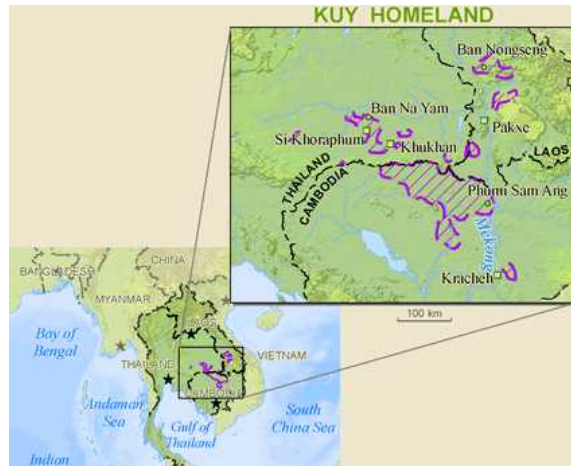 KUY HOMELAND
Ban Nongseng
Ban Na Yam
Pakxe
Si Khoraphum
Khukhan
LAOS
THAILAND
CAMBODIA
Phumi Sam Ang
Mekong
Kracheh
100 km
CHINA
BANGLADESH
MYANMAR
LAOS
Bay of
Bengal
THAILAND
VIETNAM
CAMBODIA
Andaman
Sea
Gulf of
Thailand
South
China Sea
Indian